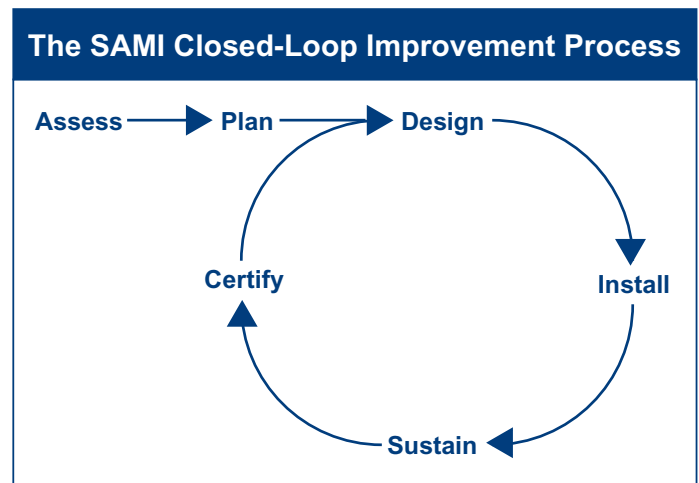 The SAMI Closed-Loop Improvement Process
Assess Plan Design
Certify Install
Sustain